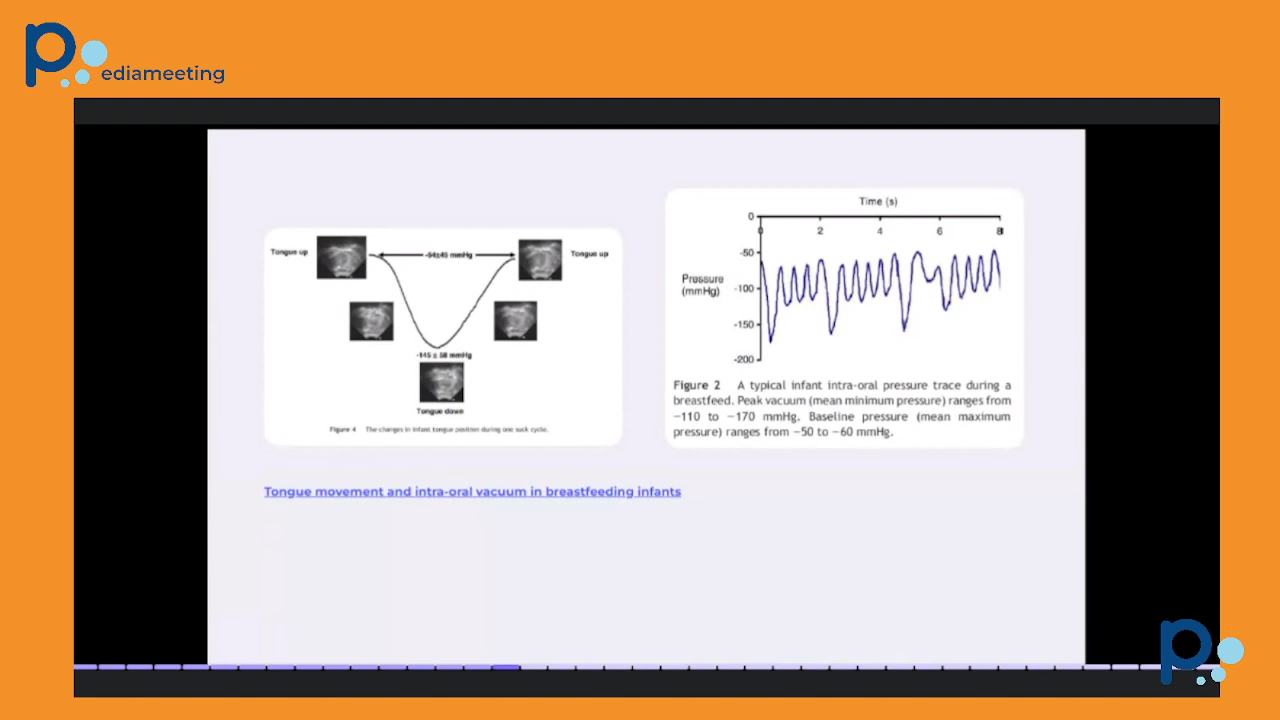 pediameeting
Tongue up
-64±45 mmHg
Tongue up
-145 ± 58 mmHg
Tongue down
Figure 4 The changes in infant tongue position during one suck cycle.
Time (s)
0
0 2 4 6 8
-50
Pressure
(mmHg)
-100
-150
-200
Figure 2 A typical infant intra-oral pressure trace during a
breastfeed. Peak vacuum (mean minimum pressure) ranges from
−110 to −170 mmHg. Baseline pressure (mean maximum
pressure) ranges from −50 to −60 mmHg.
Tongue movement and intra-oral vacuum in breastfeeding infants
p